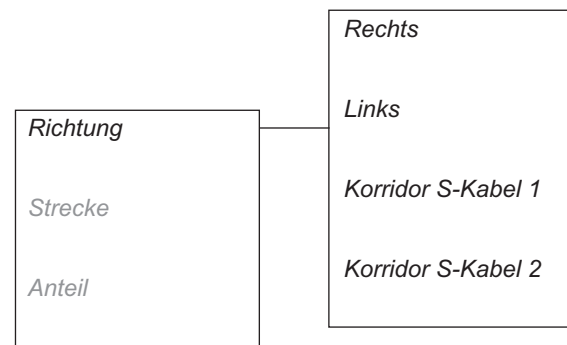 Richtung
Strecke
Anteil
Rechts
Links
Korridor S-Kabel 1
Korridor S-Kabel 2